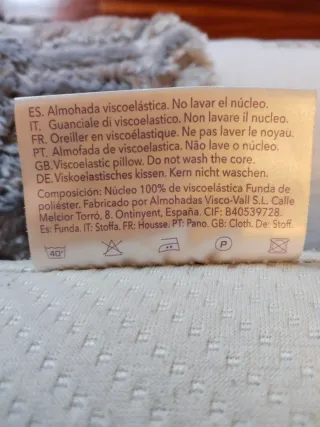 ES. Almohada viscoelástica. No lavar el núcleo.
IT. Guanciale di viscoelastico. Non lavare il nucleo.
FR. Oreiller en viscoélastique. Ne pas laver le noyau.
PT. Almofada de viscoelástica. Não lave o núcleo.
GB. Viscoelastic pillow. Do not wash the core.
DE. Viskoelastisches kissen. Kern nicht waschen.
Composición: Núcleo 100% de viscoelástica Funda de
poliéster. Fabricado por Almohadas Visco-Vall S.L. Calle
Melcior Torró, 8. Ontinyent, España. CIF: B40539728.
Es: Funda. IT: Stoffa. FR: Housse. PT: Pano. GB: Cloth. De: Stoff.
40° P